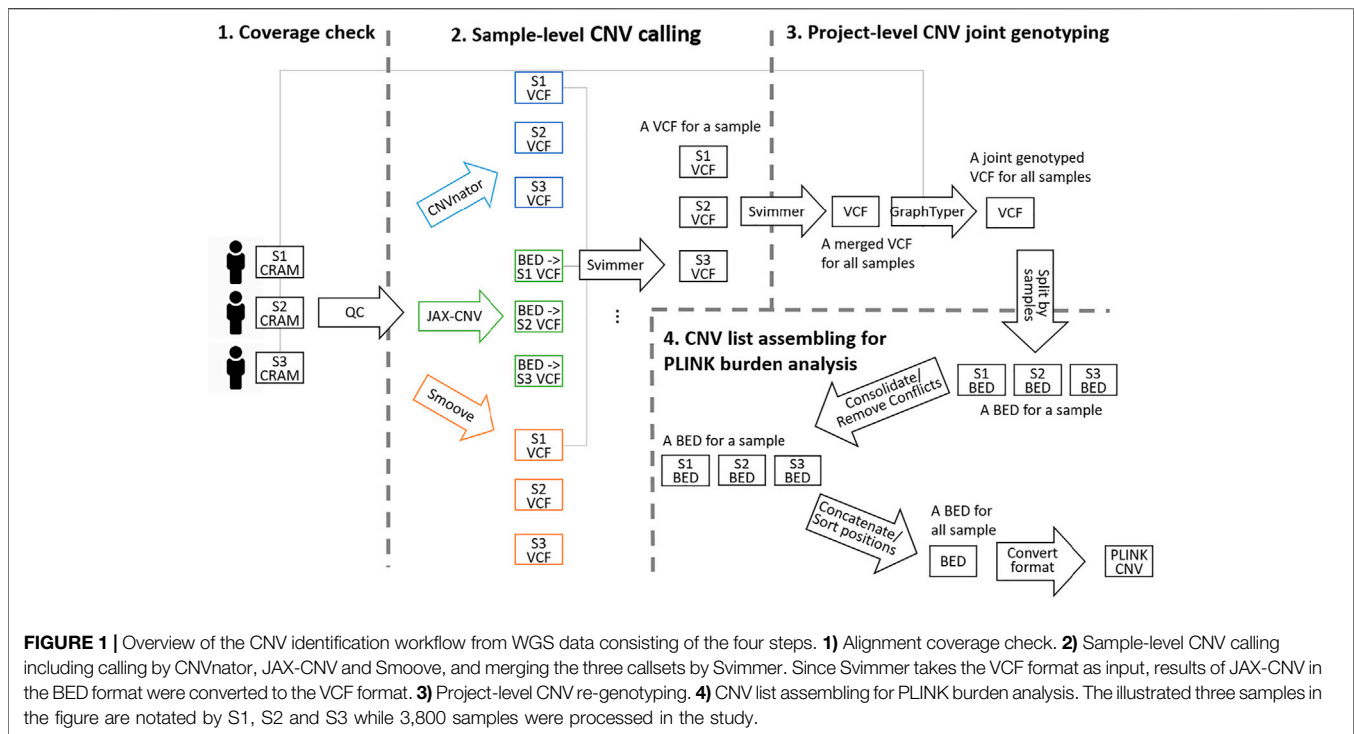 1. Coverage check
2. Sample-level CNV calling
3. Project-level CNV joint genotyping
S1
VCF
S2
VCF
S3
VCF
CNVnator
S1
CRAM
S2
CRAM
S3
CRAM
QC
JAX-CNV
BED ->
S1 VCF
BED ->
S2 VCF
BED ->
S3 VCF
Smoove
S1
VCF
S2
VCF
S3
VCF
Svimmer
...
A VCF for a sample
S1
VCF
S2
VCF
S3
VCF
Svimmer
VCF
A merged VCF
for all samples
GraphTyper
A joint genotyped
VCF for all samples
VCF
Split by
samples
4. CNV list assembling for
PLINK burden analysis
S1
BED
S2
BED
S3
BED
A BED for a sample
Consolidate/
Remove Conflicts
A BED for a sample
S1
BED
S2
BED
S3
BED
Concatenate/
Sort positions
A BED for
all sample
BED
Convert
format
PLINK
CNV
FIGURE 1 | Overview of the CNV identification workflow from WGS data consisting of the four steps. 1) Alignment coverage check. 2) Sample-level CNV calling
including calling by CNVnator, JAX-CNV and Smoove, and merging the three callsets by Svimmer. Since Svimmer takes the VCF format as input, results of JAX-CNV in
the BED format were converted to the VCF format. 3) Project-level CNV re-genotyping. 4) CNV list assembling for PLINK burden analysis. The illustrated three samples in
the figure are notated by S1, S2 and S3 while 3,800 samples were processed in the study.